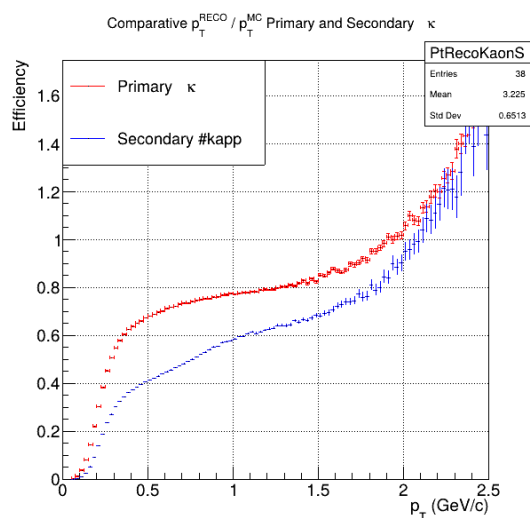 Comparative p_T^RECO / p_T^MC Primary and Secondary κ
PtRecoKaonS
Entries 38
Mean 3.225
Std Dev 0.6513
Efficiency
Primary κ
Secondary #kapp
1.6
1.4
1.2
1
0.8
0.6
0.4
0.2
0
0 0.5 1 1.5 2 2.5
p_T (GeV/c)